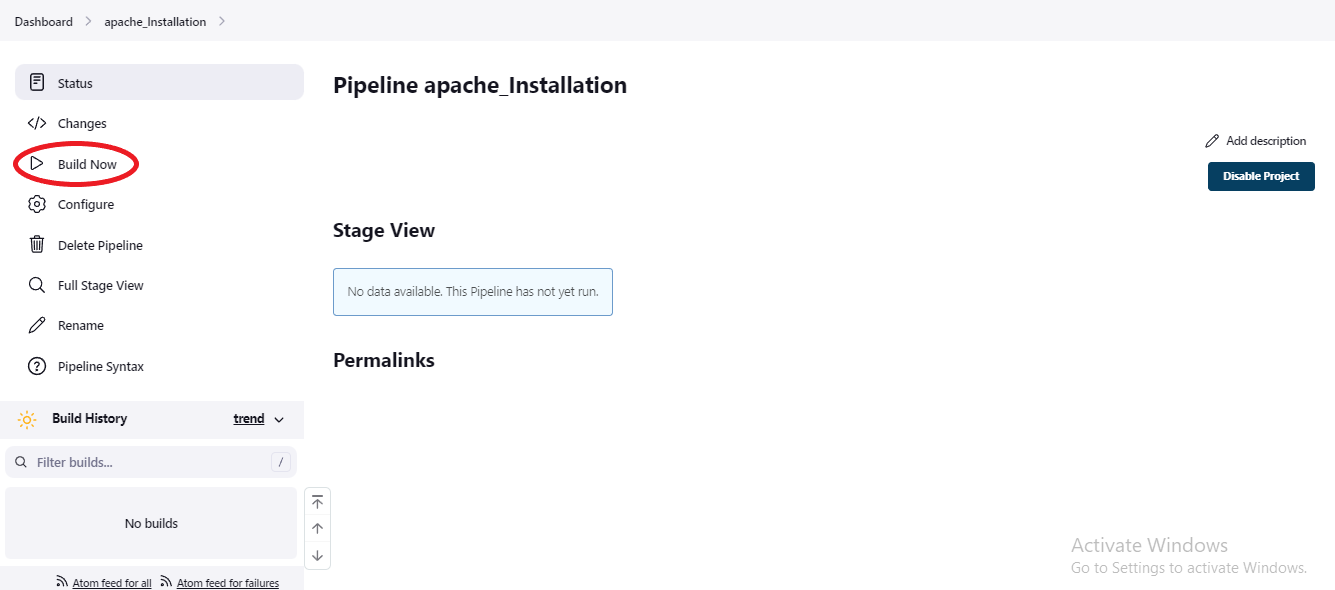 Dashboard > apache_Installation >
Status
Changes
Build Now
Configure
Delete Pipeline
Full Stage View
Rename
Pipeline Syntax
Build History trend
Filter builds... /
No builds
Atom feed for all Atom feed for failures
Pipeline apache_Installation
Add description
Disable Project
Stage View
No data available. This Pipeline has not yet run.
Permalinks
Activate Windows
Go to Settings to activate Windows.